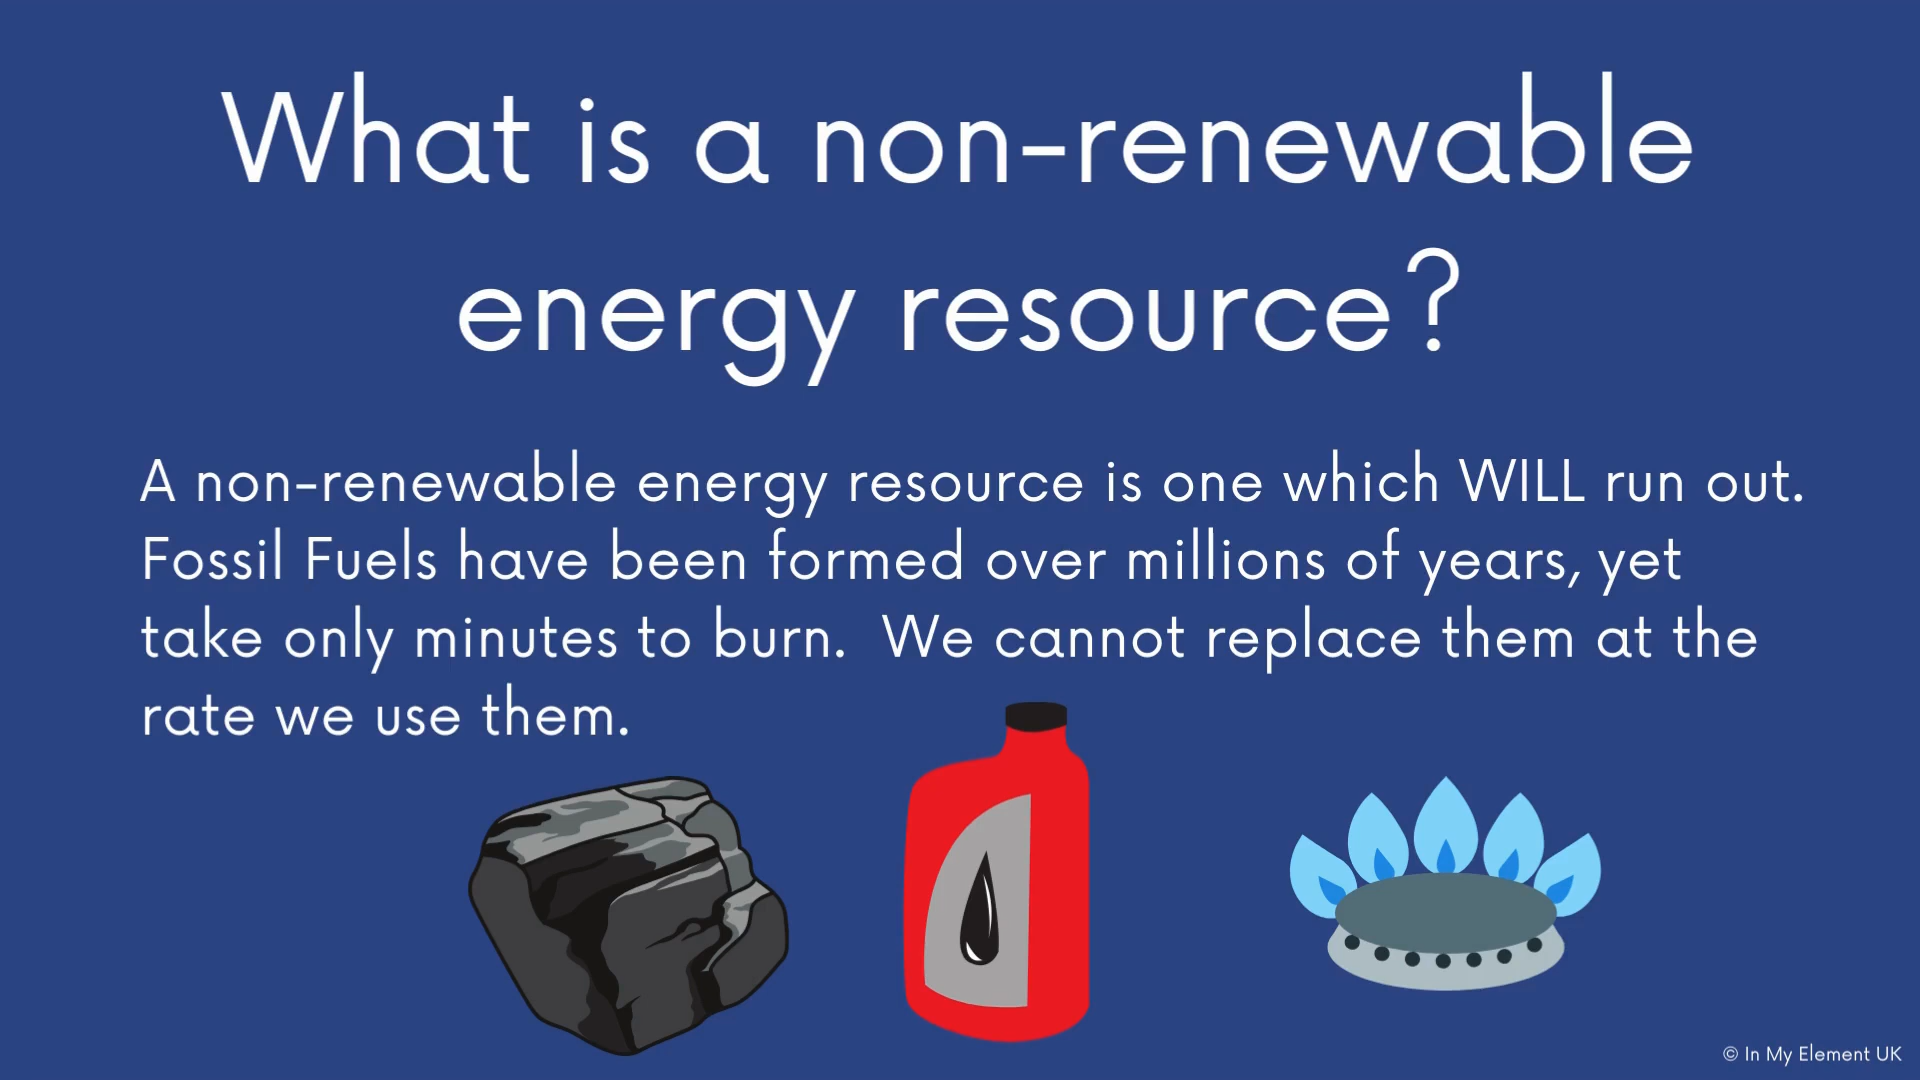 What is a non-renewable
energy resource?
A non-renewable energy resource is one which WILL run out.
Fossil Fuels have been formed over millions of years, yet
take only minutes to burn.  We cannot replace them at the
rate we use them.
© In My Element UK